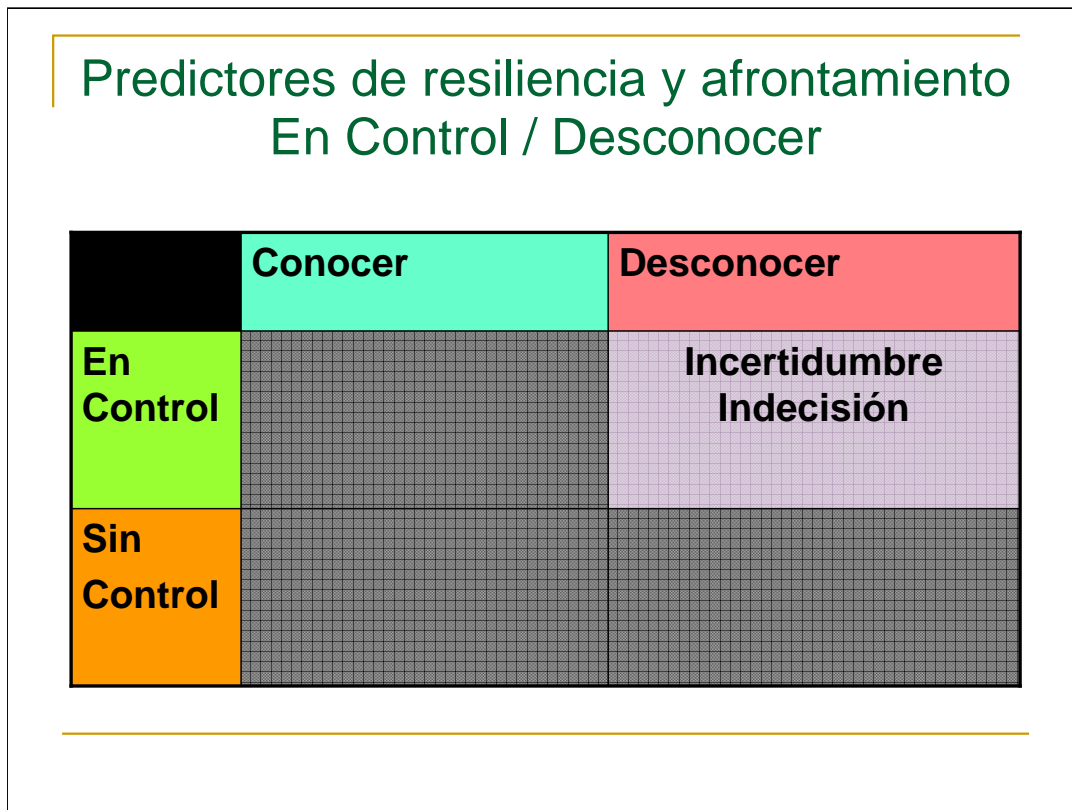 Predictores de resiliencia y afrontamiento
En Control / Desconocer
Conocer
Desconocer
En
Control
Incertidumbre
Indecisión
Sin
Control